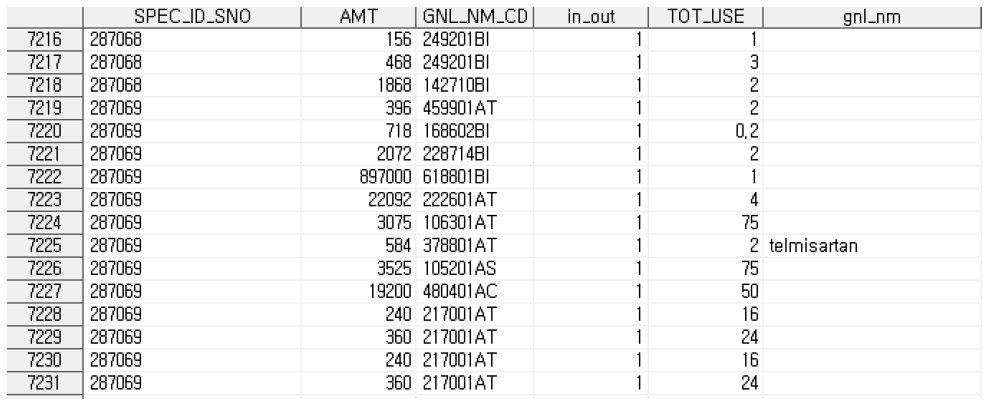 SPEC_ID_SNO AMT GNL_NM_CD in_out TOT_USE gnl_nm
7216 287068 156 249201BI 1 1
7217 287068 468 249201BI 1 3
7218 287068 1868 142710BI 1 2
7219 287069 396 459901AT 1 2
7220 287069 718 168602BI 1 0,2
7221 287069 2072 228714BI 1 2
7222 287069 897000 618801BI 1 1
7223 287069 22092 222601AT 1 4
7224 287069 3075 106301AT 1 75
7225 287069 584 378801AT 1 2 telmisartan
7226 287069 3525 105201AS 1 75
7227 287069 19200 480401AC 1 50
7228 287069 240 217001AT 1 16
7229 287069 360 217001AT 1 24
7230 287069 240 217001AT 1 16
7231 287069 360 217001AT 1 24